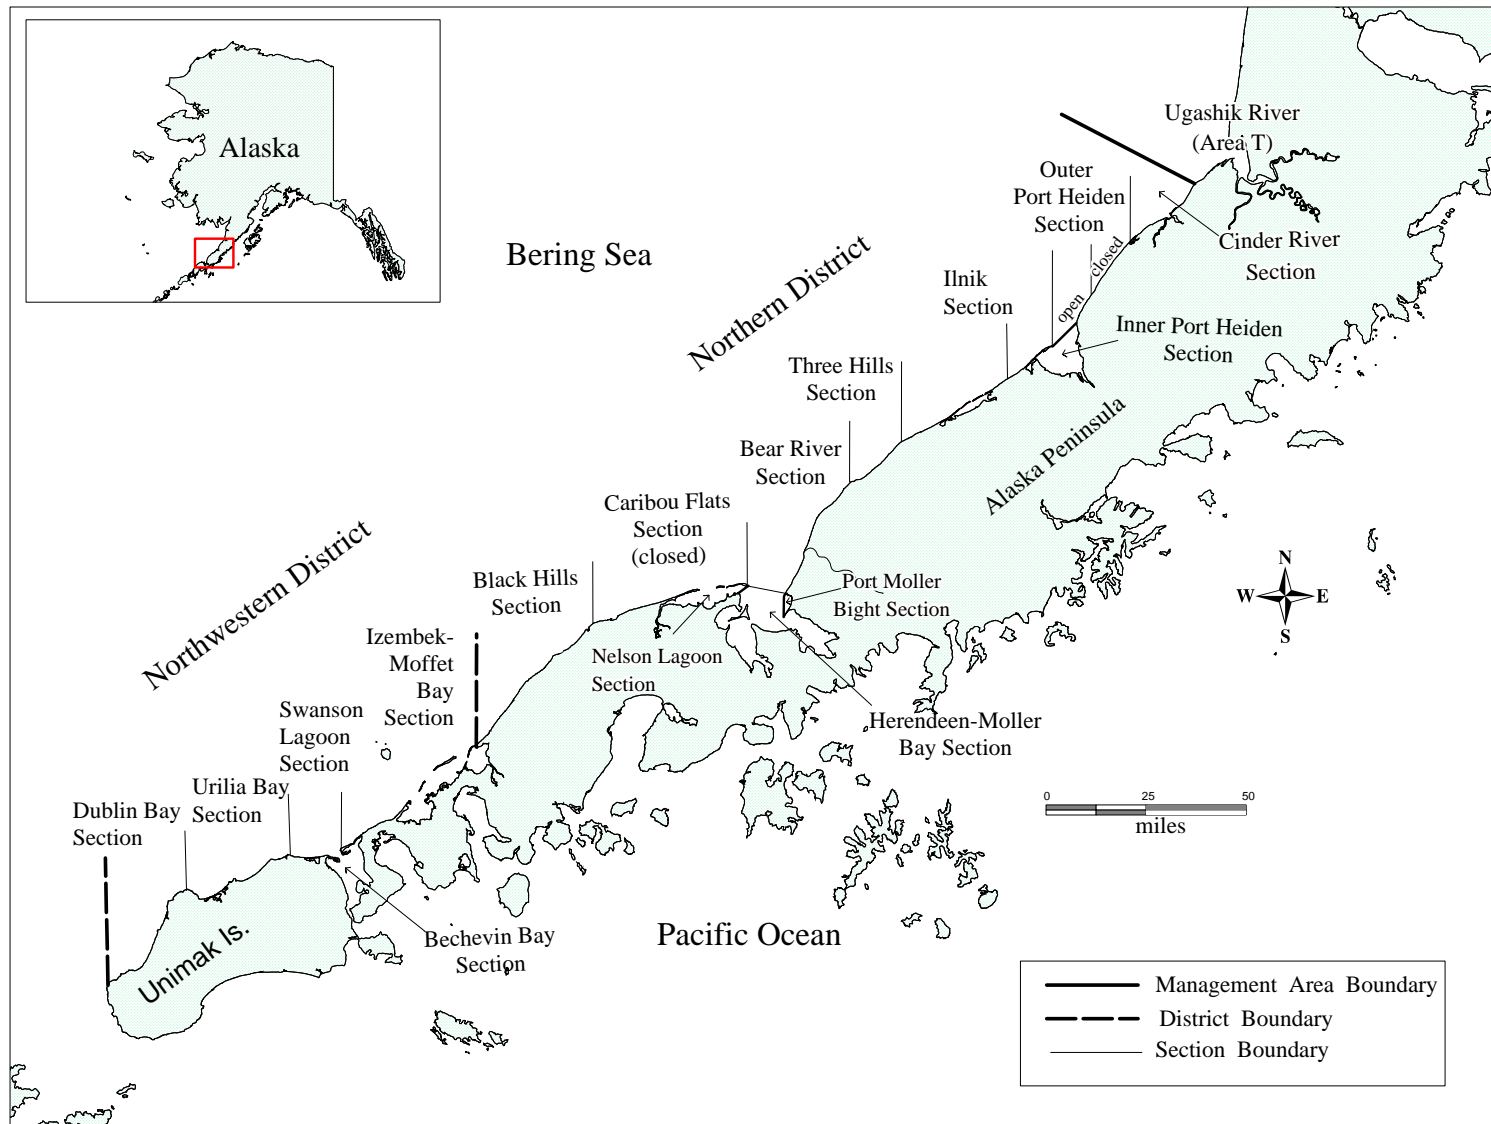 Alaska
Ugashik River
(Area T)
Outer
Port Heiden
Section
Cinder River
Section
closed
open
Bering Sea
Northern District
Ilnik
Section
Inner Port Heiden
Section
Three Hills
Section
Alaska Peninsula
Bear River
Section
Caribou Flats
Section
(closed)
Northwestern District
Black Hills
Section
Port Moller
Bight Section
N
W E
S
Izembek-
Moffet
Bay
Section
Nelson Lagoon
Section
Swanson
Lagoon
Section
Herendeen-Moller
Bay Section
Urilia Bay
Section
Dublin Bay
Section
0 25 50
miles
Unimak Is.
Bechevin Bay
Section
Pacific Ocean
Management Area Boundary
District Boundary
Section Boundary